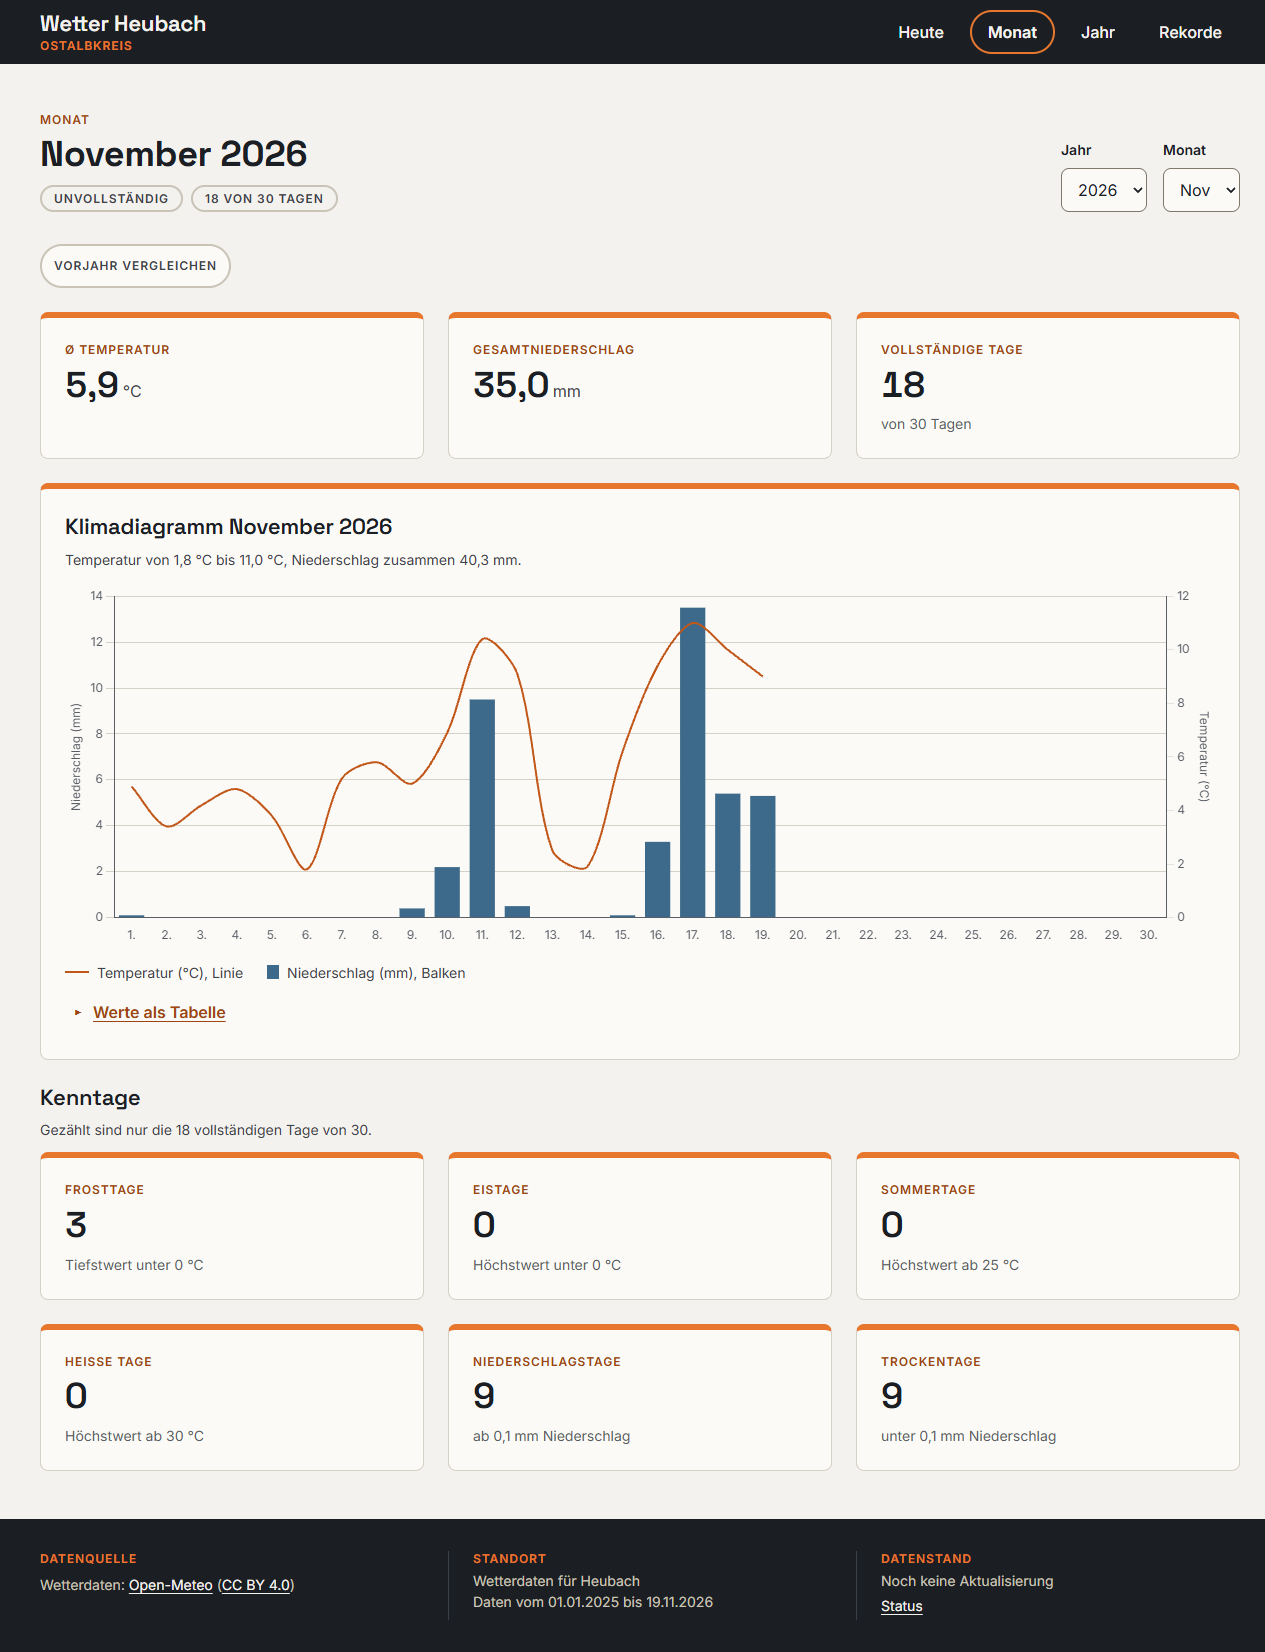 Wetter Heubach
OSTALBKREIS
Heute
Monat
Jahr
Rekorde
MONAT
November 2026
UNVOLLSTÄNDIG
18 VON 30 TAGEN
Jahr
Monat
2026
Nov
VORJAHR VERGLEICHEN
Ø TEMPERATUR
5,9 °C
GESAMTNIEDERSCHLAG
35,0 mm
VOLLSTÄNDIGE TAGE
18
von 30 Tagen
Klimadiagramm November 2026
Temperatur von 1,8 °C bis 11,0 °C, Niederschlag zusammen 40,3 mm.
Niederschlag (mm)
14
12
10
8
6
4
2
0
12
10
8
6
4
2
0
Temperatur (°C)
1. 2. 3. 4. 5. 6. 7. 8. 9. 10. 11. 12. 13. 14. 15. 16. 17. 18. 19. 20. 21. 22. 23. 24. 25. 26. 27. 28. 29. 30.
Temperatur (°C), Linie
Niederschlag (mm), Balken
Werte als Tabelle
Kenntage
Gezählt sind nur die 18 vollständigen Tage von 30.
FROSTTAGE
3
Tiefstwert unter 0 °C
EISTAGE
0
Höchstwert unter 0 °C
SOMMERTAGE
0
Höchstwert ab 25 °C
HEISSE TAGE
0
Höchstwert ab 30 °C
NIEDERSCHLAGSTAGE
9
ab 0,1 mm Niederschlag
TROCKENTAGE
9
unter 0,1 mm Niederschlag
DATENQUELLE
Wetterdaten: Open-Meteo (CC BY 4.0)
STANDORT
Wetterdaten für Heubach
Daten vom 01.01.2025 bis 19.11.2026
DATENSTAND
Noch keine Aktualisierung
Status